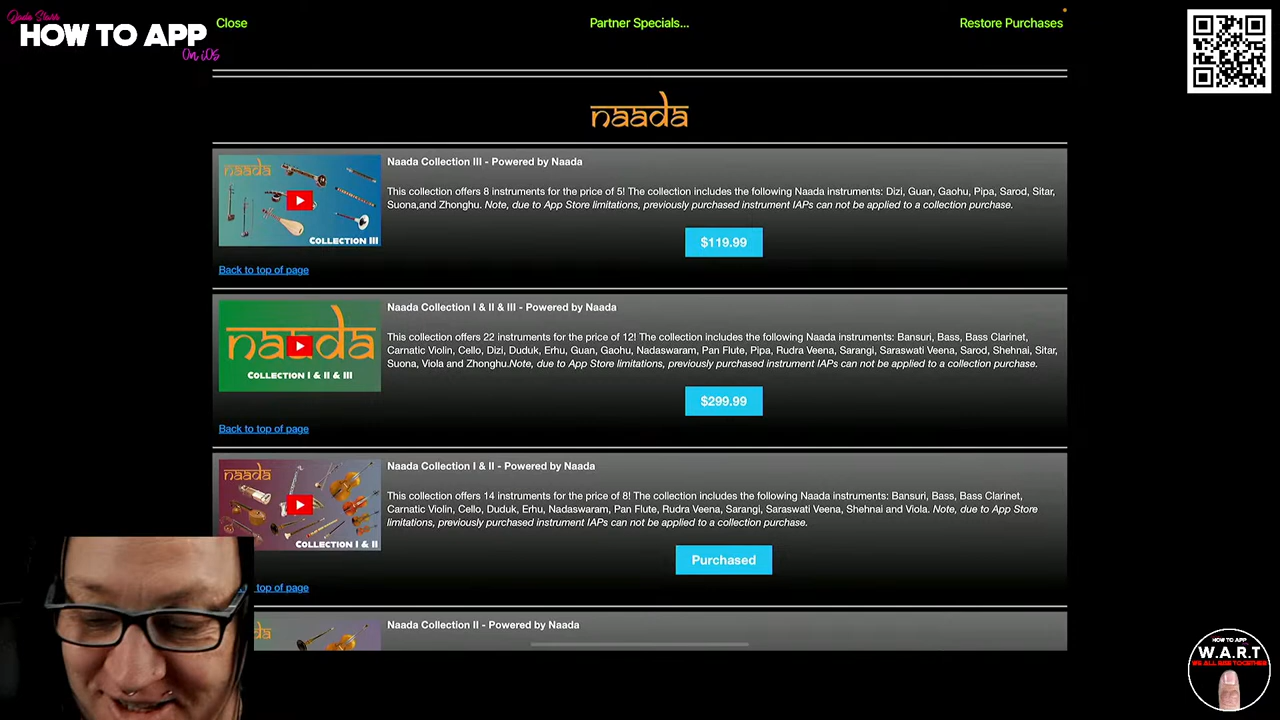 Jade Starr
HOW TO APP
On iOS
Close
Partner Specials...
Restore Purchases
naada
naada
COLLECTION III
Naada Collection III - Powered by Naada
This collection offers 8 instruments for the price of 5! The collection includes the following Naada instruments: Dizi, Guan, Gaohu, Pipa, Sarod, Sitar,
Suona,and Zhonghu. Note, due to App Store limitations, previously purchased instrument IAPs can not be applied to a collection purchase.
$119.99
Back to top of page
naada
COLLECTION I & II & III
Naada Collection I & II & III - Powered by Naada
This collection offers 22 instruments for the price of 12! The collection includes the following Naada instruments: Bansuri, Bass, Bass Clarinet,
Carnatic Violin, Cello, Dizi, Duduk, Erhu, Guan, Gaohu, Nadaswaram, Pan Flute, Pipa, Rudra Veena, Sarangi, Saraswati Veena, Sarod, Shehnai, Sitar,
Suona, Viola and Zhonghu.Note, due to App Store limitations, previously purchased instrument IAPs can not be applied to a collection purchase.
$299.99
Back to top of page
naada
COLLECTION I & II
Naada Collection I & II - Powered by Naada
This collection offers 14 instruments for the price of 8! The collection includes the following Naada instruments: Bansuri, Bass, Bass Clarinet,
Carnatic Violin, Cello, Duduk, Erhu, Nadaswaram, Pan Flute, Rudra Veena, Sarangi, Saraswati Veena, Shehnai and Viola. Note, due to App Store
limitations, previously purchased instrument IAPs can not be applied to a collection purchase.
Purchased
top of page
Naada Collection II - Powered by Naada
HOW TO APP
W.A.R.T
WE ALL RISE TOGETHER